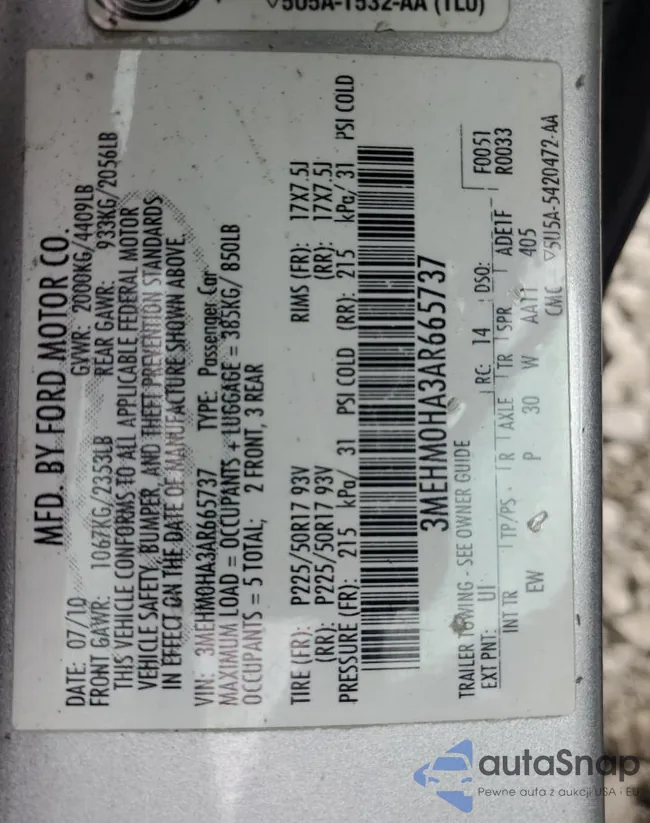 ▽5U5A-1532-AA (TLU)
MFD. BY FORD MOTOR CO.
DATE: 07/10 GVWR: 2000KG/4409LB
FRONT GAWR: 1067KG/2353LB REAR GAWR: 933KG/2056LB
THIS VEHICLE CONFORMS TO ALL APPLICABLE FEDERAL MOTOR
VEHICLE SAFETY, BUMPER, AND THEFT PREVENTION STANDARDS
IN EFFECT ON THE DATE OF MANUFACTURE SHOWN ABOVE
VIN: 3MEHM0HA3AR665737 TYPE: Passenger Car
MAXIMUM LOAD = OCCUPANTS + LUGGAGE = 385KG/ 850LB
OCCUPANTS = 5 TOTAL; 2 FRONT, 3 REAR
TIRE (FR): P225/50R17 93V RIMS (FR): 17X7.5J
(RR): P225/50R17 93V (RR): 17X7.5J
PRESSURE (FR): 215 kPa/ 31 PSI COLD (RR): 215 kPa/ 31 PSI COLD
3MEHM0HA3AR665737
TRAILER TOWING - SEE OWNER GUIDE F0051
EXT PNT: UI RC: 14 DSO: R0033
INT TR TP/PS R AXLE TR SPR ADEIF
EW P 30 W AA11 405
CMC ▽5U5A-5420472-AA
autaSnap
Pewne auta z aukcji USA i EU